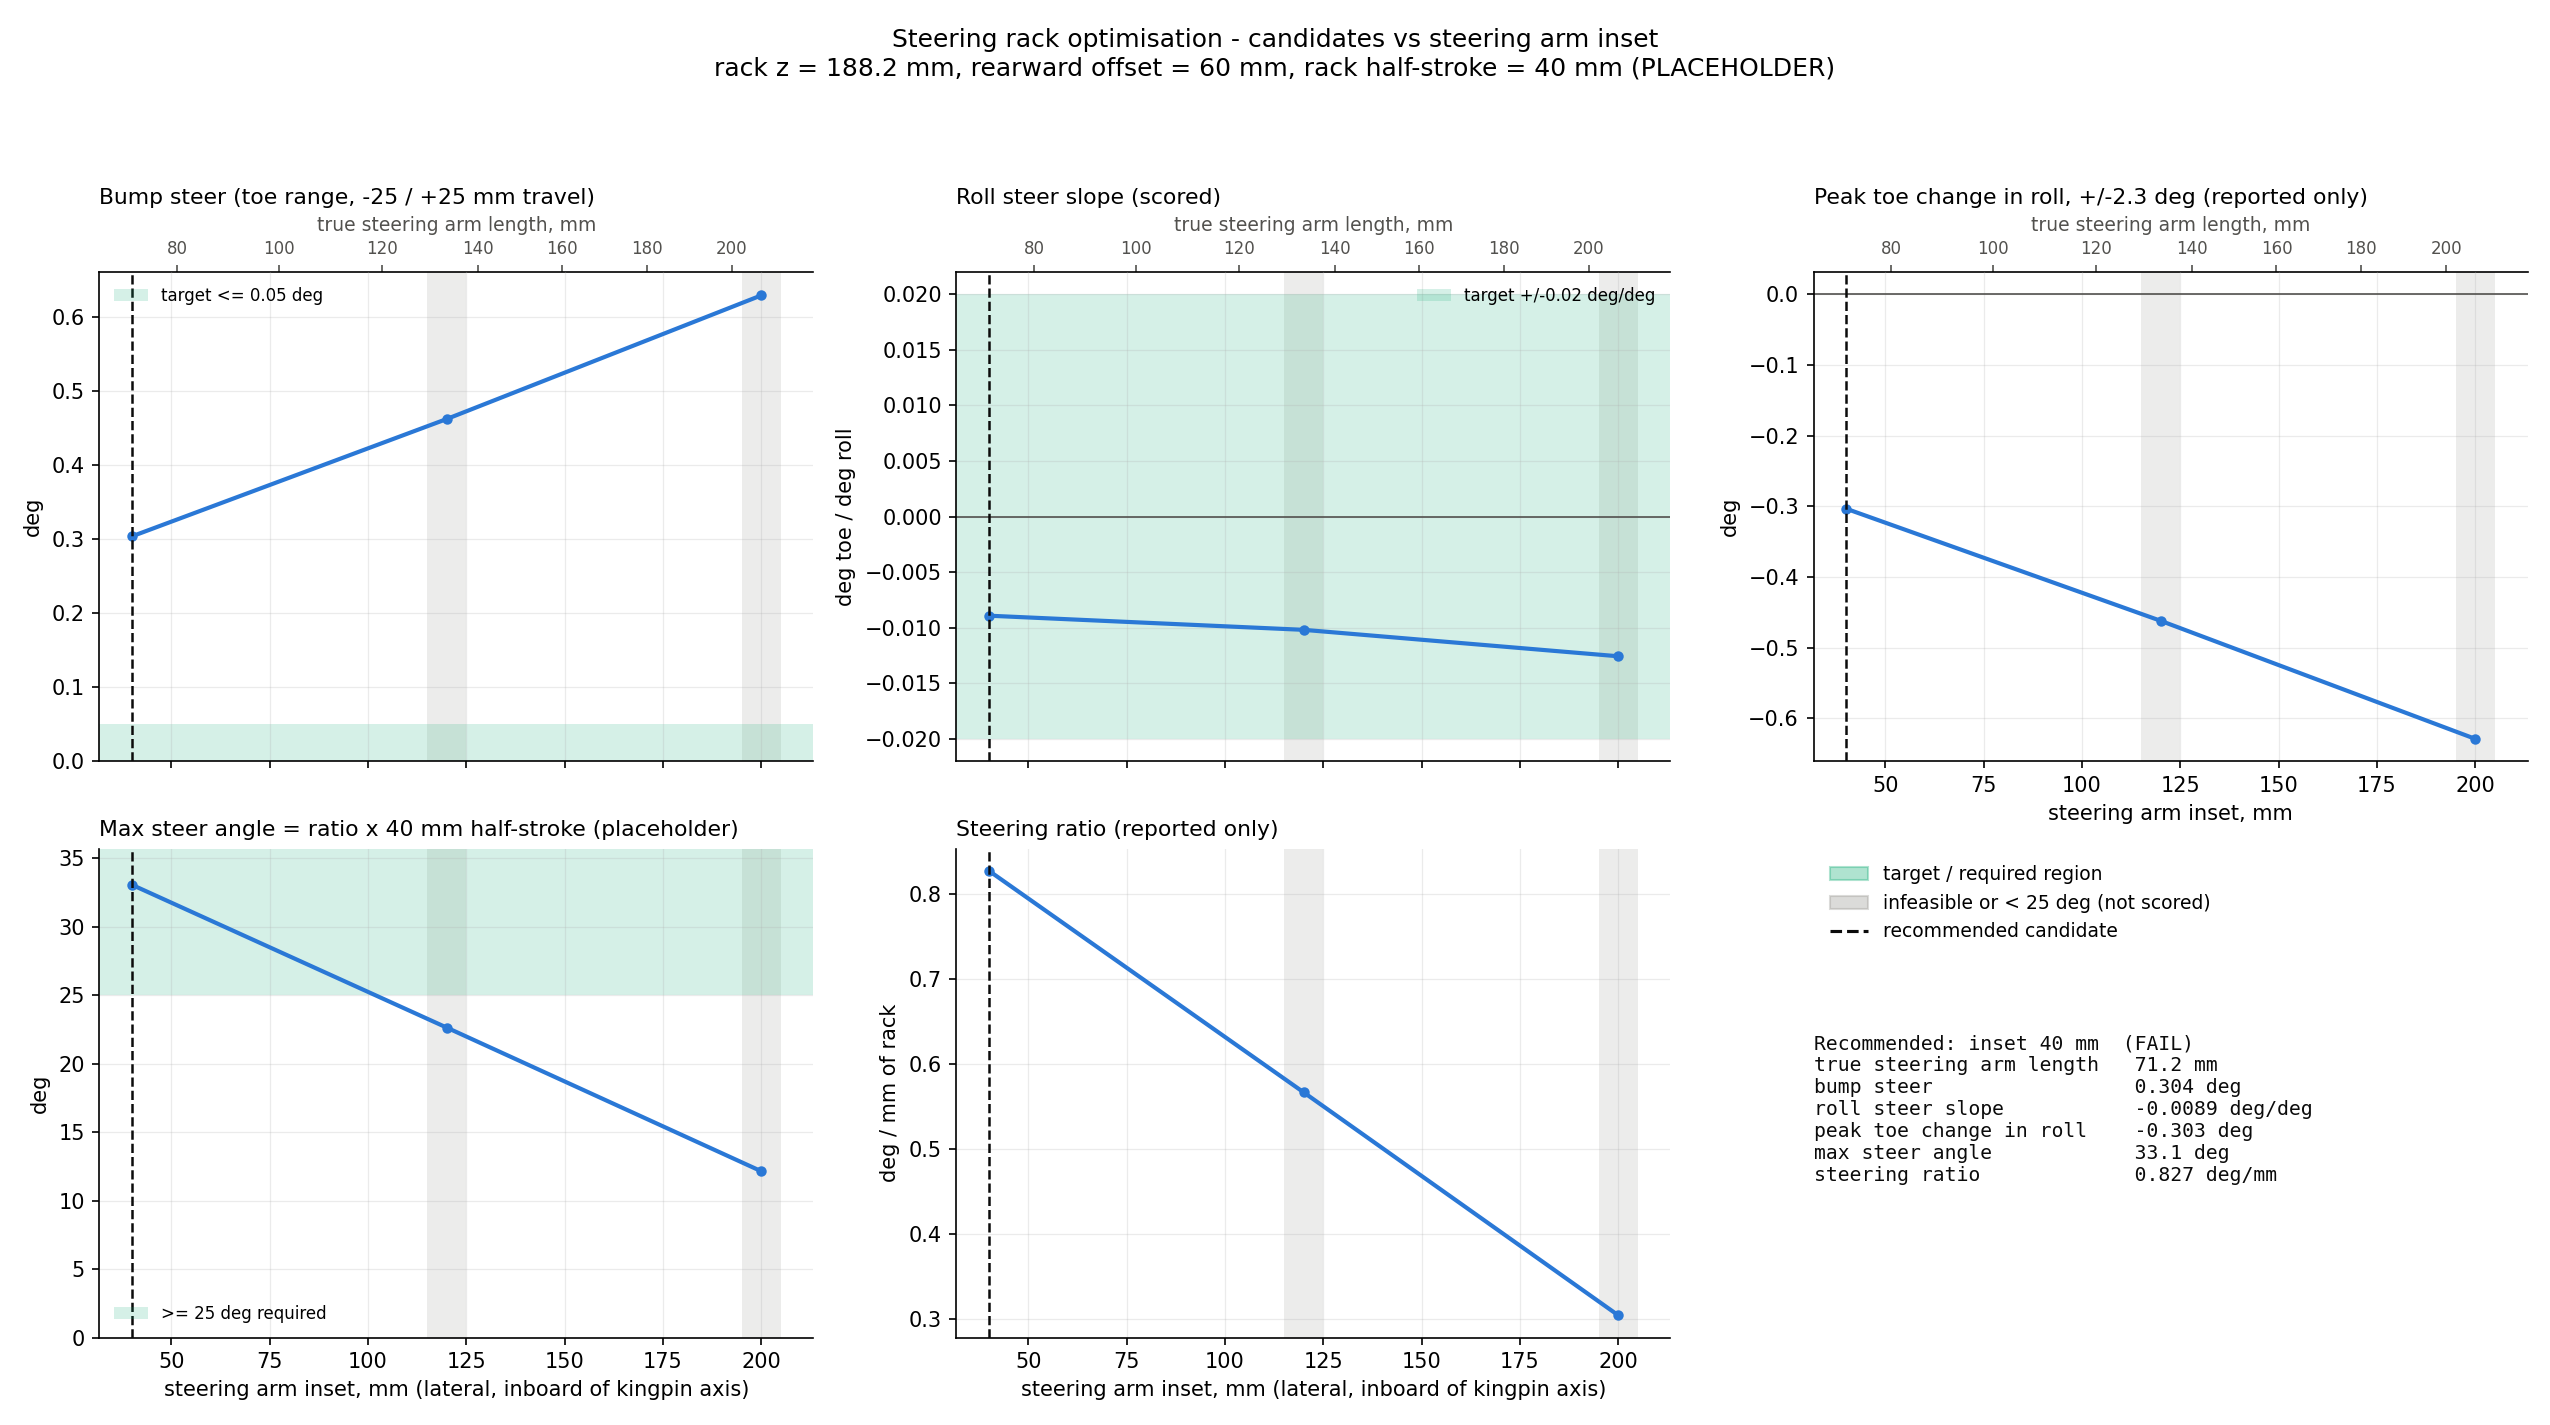 Steering rack optimisation - candidates vs steering arm inset
rack z = 188.2 mm, rearward offset = 60 mm, rack half-stroke = 40 mm (PLACEHOLDER)
Bump steer (toe range, -25 / +25 mm travel)
true steering arm length, mm
80 100 120 140 160 180 200
target <= 0.05 deg
0.6
0.5
0.4
0.3
0.2
0.1
0.0
deg
Roll steer slope (scored)
true steering arm length, mm
80 100 120 140 160 180 200
target +/-0.02 deg/deg
0.020
0.015
0.010
0.005
0.000
−0.005
−0.010
−0.015
−0.020
deg toe / deg roll
Peak toe change in roll, +/-2.3 deg (reported only)
true steering arm length, mm
80 100 120 140 160 180 200
0.0
−0.1
−0.2
−0.3
−0.4
−0.5
−0.6
deg
50 75 100 125 150 175 200
steering arm inset, mm
Max steer angle = ratio x 40 mm half-stroke (placeholder)
35
30
25
20
15
10
5
0
deg
>= 25 deg required
50 75 100 125 150 175 200
steering arm inset, mm (lateral, inboard of kingpin axis)
Steering ratio (reported only)
0.8
0.7
0.6
0.5
0.4
0.3
deg / mm of rack
50 75 100 125 150 175 200
steering arm inset, mm (lateral, inboard of kingpin axis)
target / required region
infeasible or < 25 deg (not scored)
recommended candidate
Recommended: inset 40 mm (FAIL)
true steering arm length 71.2 mm
bump steer 0.304 deg
roll steer slope -0.0089 deg/deg
peak toe change in roll -0.303 deg
max steer angle 33.1 deg
steering ratio 0.827 deg/mm